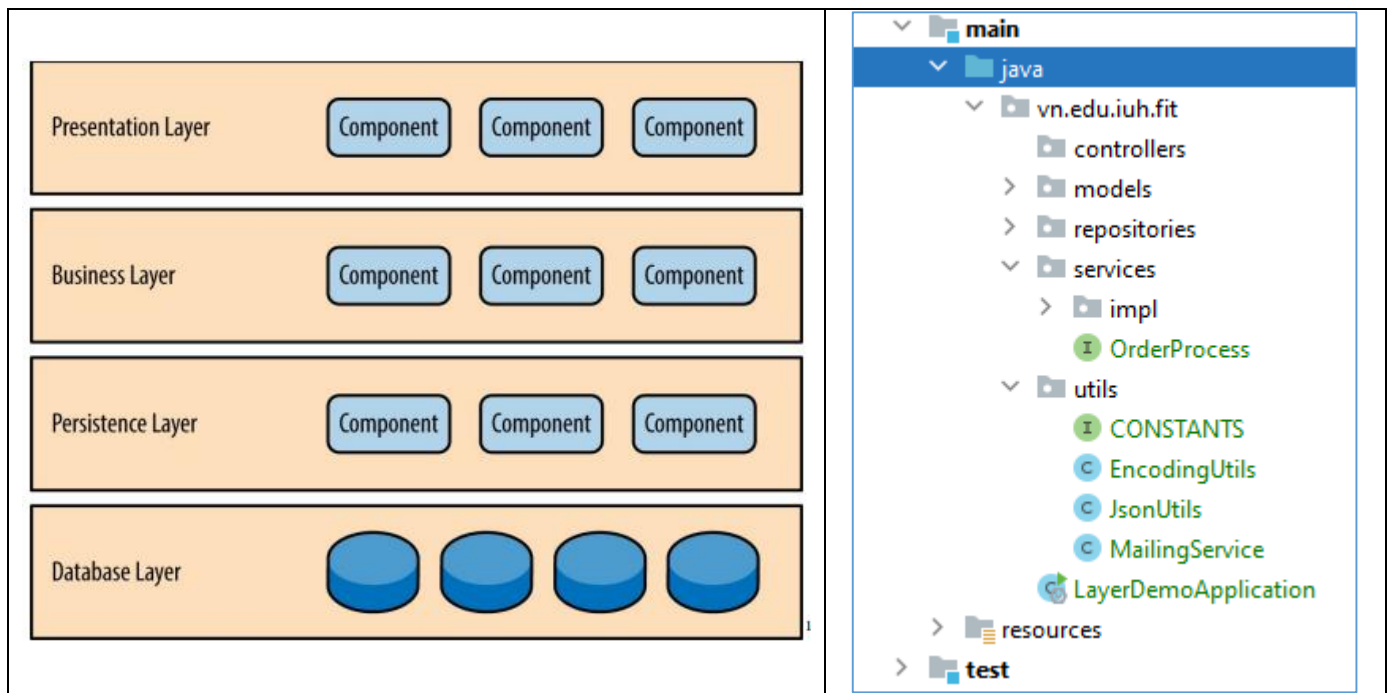 Presentation Layer
Component
Component
Component
Business Layer
Component
Component
Component
Persistence Layer
Component
Component
Component
Database Layer
1
main
java
vn.edu.iuh.fit
controllers
models
repositories
services
impl
I OrderProcess
utils
I CONSTANTS
C EncodingUtils
C JsonUtils
C MailingService
C LayerDemoApplication
resources
test